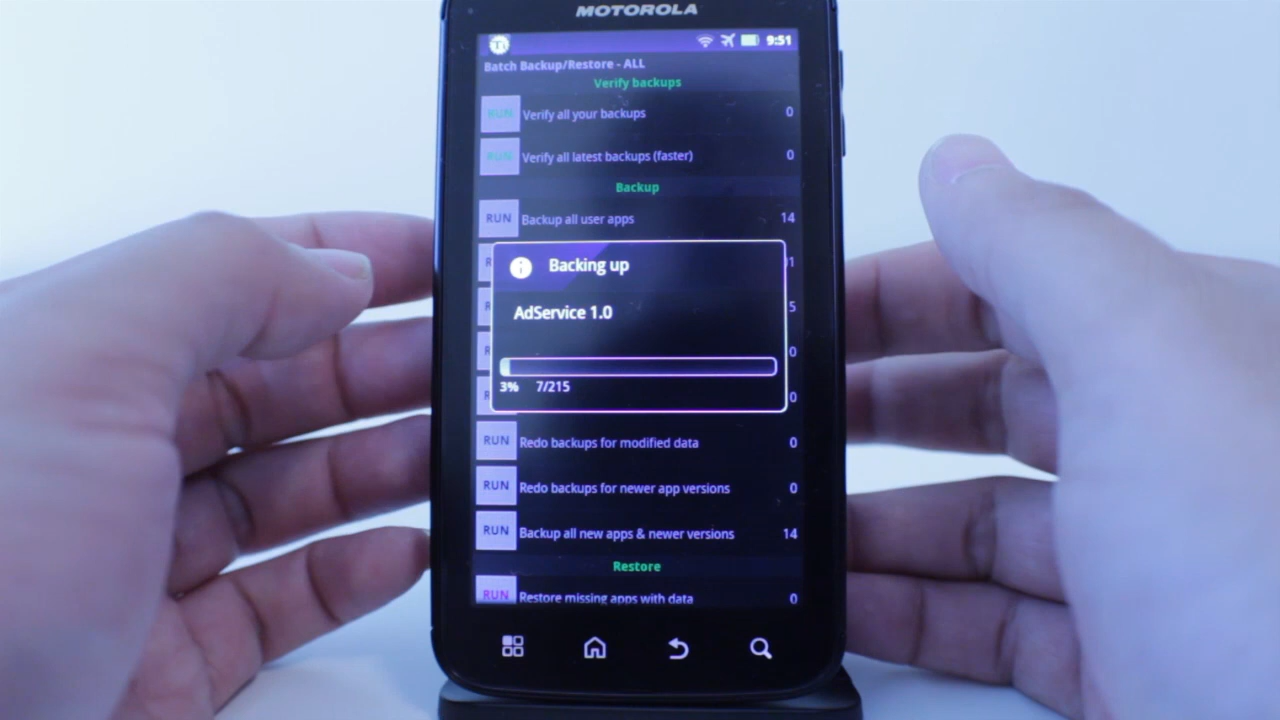 MOTOROLA
9:51
Batch Backup/Restore - ALL
Verify backups
RUN Verify all your backups 0
RUN Verify all latest backups (faster) 0
Backup
RUN Backup all user apps 14
Backing up
AdService 1.0
5
0
3% 7/215
0
RUN Redo backups for modified data 0
RUN Redo backups for newer app versions 0
RUN Backup all new apps & newer versions 14
Restore
RUN Restore missing apps with data 0